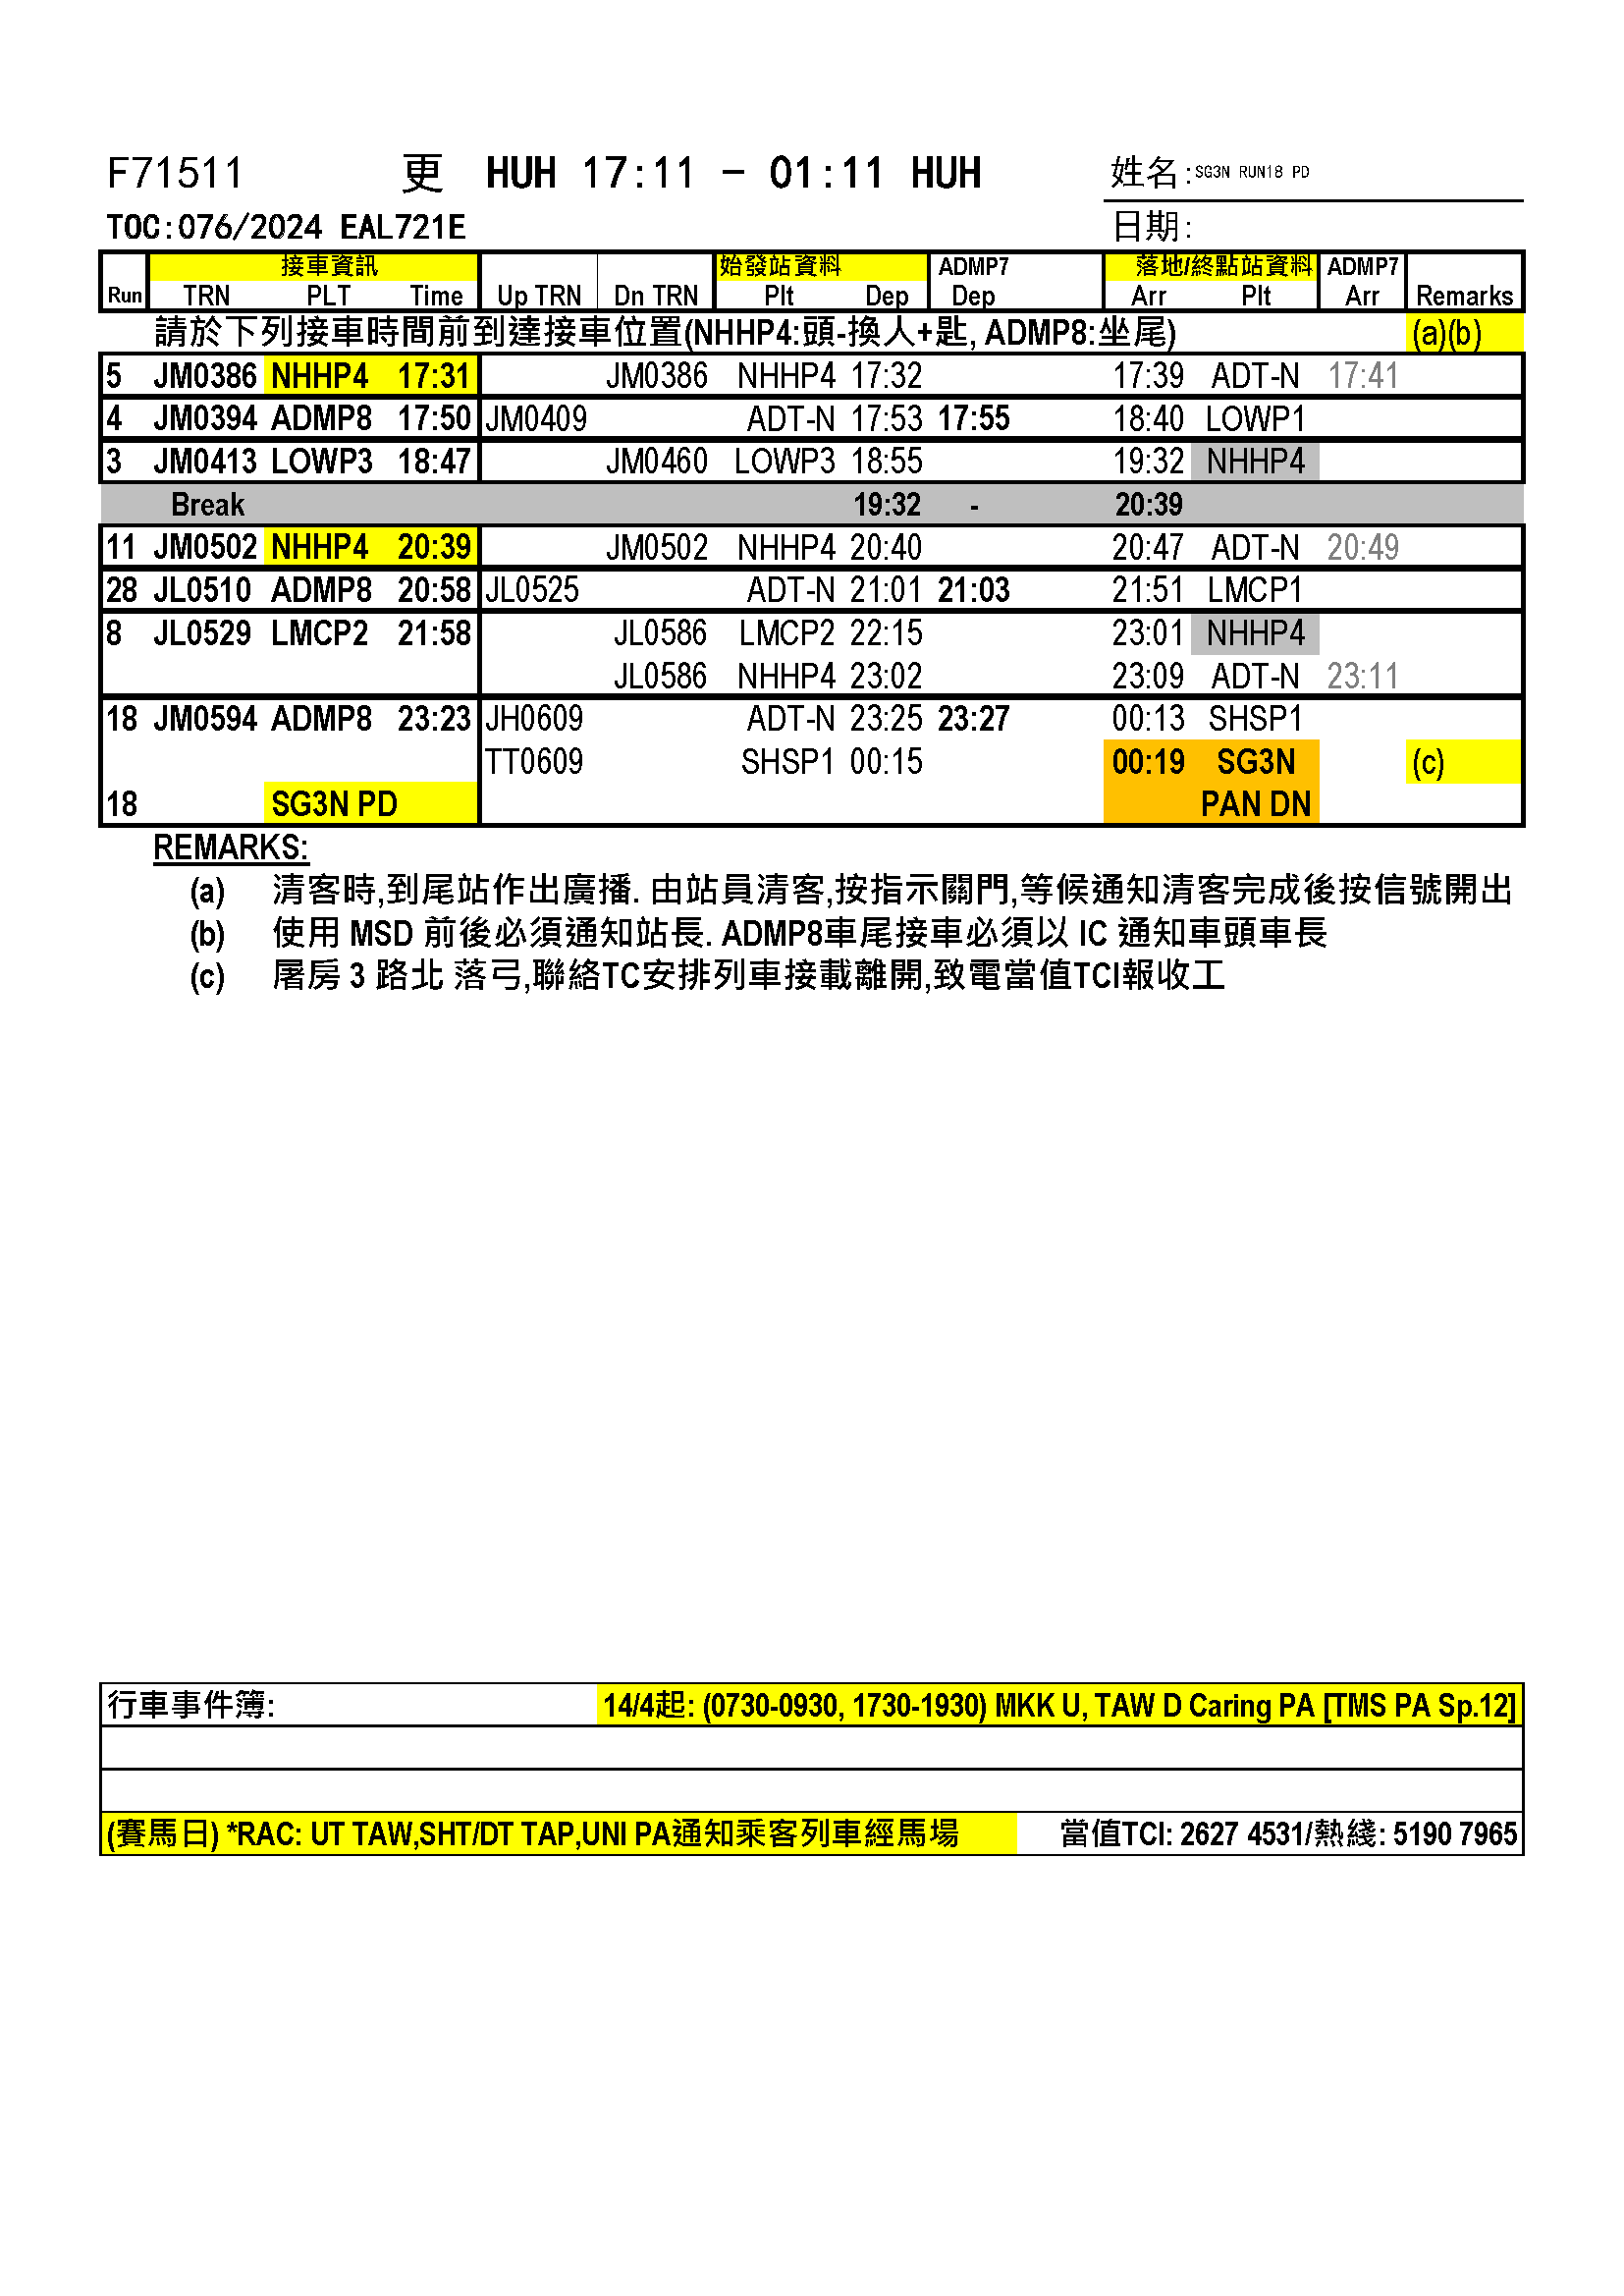 F71511 更 HUH 17:11 - 01:11 HUH 姓名:SG3N RUN18 PD
TOC:076/2024 EAL721E 日期:
接車資訊 始發站資料 ADMP7 落地/終點站資料 ADMP7
Run TRN PLT Time Up TRN Dn TRN Plt Dep Dep Arr Plt Arr Remarks
請於下列接車時間前到達接車位置(NHHP4:頭-換人+匙, ADMP8:坐尾) (a)(b)
5 JM0386 NHHP4 17:31 JM0386 NHHP4 17:32 17:39 ADT-N 17:41
4 JM0394 ADMP8 17:50 JM0409 ADT-N 17:53 17:55 18:40 LOWP1
3 JM0413 LOWP3 18:47 JM0460 LOWP3 18:55 19:32 NHHP4
Break 19:32 - 20:39
11 JM0502 NHHP4 20:39 JM0502 NHHP4 20:40 20:47 ADT-N 20:49
28 JL0510 ADMP8 20:58 JL0525 ADT-N 21:01 21:03 21:51 LMCP1
8 JL0529 LMCP2 21:58 JL0586 LMCP2 22:15 23:01 NHHP4
JL0586 NHHP4 23:02 23:09 ADT-N 23:11
18 JM0594 ADMP8 23:23 JH0609 ADT-N 23:25 23:27 00:13 SHSP1
TT0609 SHSP1 00:15 00:19 SG3N (c)
18 SG3N PD PAN DN
REMARKS:
(a) 清客時,到尾站作出廣播. 由站員清客,按指示關門,等候通知清客完成後按信號開出
(b) 使用 MSD 前後必須通知站長. ADMP8車尾接車必須以 IC 通知車頭車長
(c) 屠房 3 路北 落弓,聯絡TC安排列車接載離開,致電當值TCI報收工
行車事件簿: 14/4起: (0730-0930, 1730-1930) MKK U, TAW D Caring PA [TMS PA Sp.12]
(賽馬日) *RAC: UT TAW,SHT/DT TAP,UNI PA通知乘客列車經馬場 當值TCI: 2627 4531/熱綫: 5190 7965